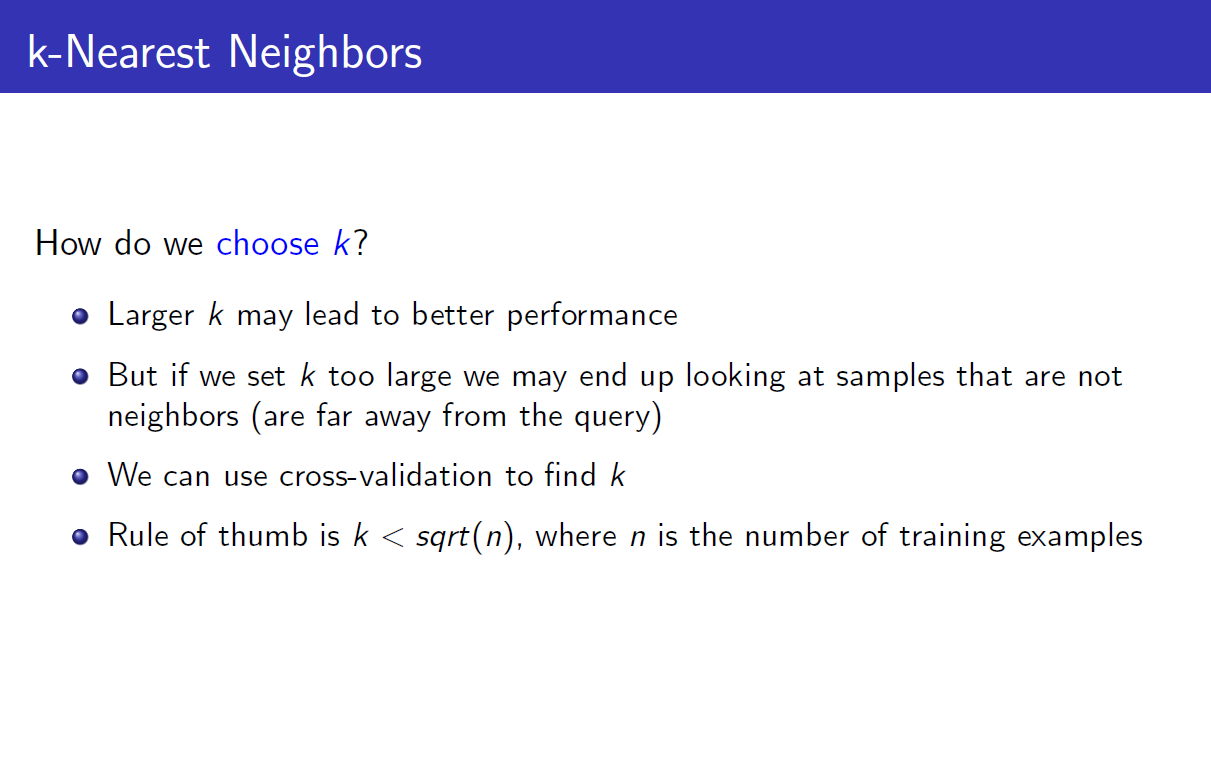 k-Nearest Neighbors
How do we choose k?
Larger k may lead to better performance
But if we set k too large we may end up looking at samples that are not
neighbors (are far away from the query)
We can use cross-validation to find k
Rule of thumb is k < sqrt(n), where n is the number of training examples